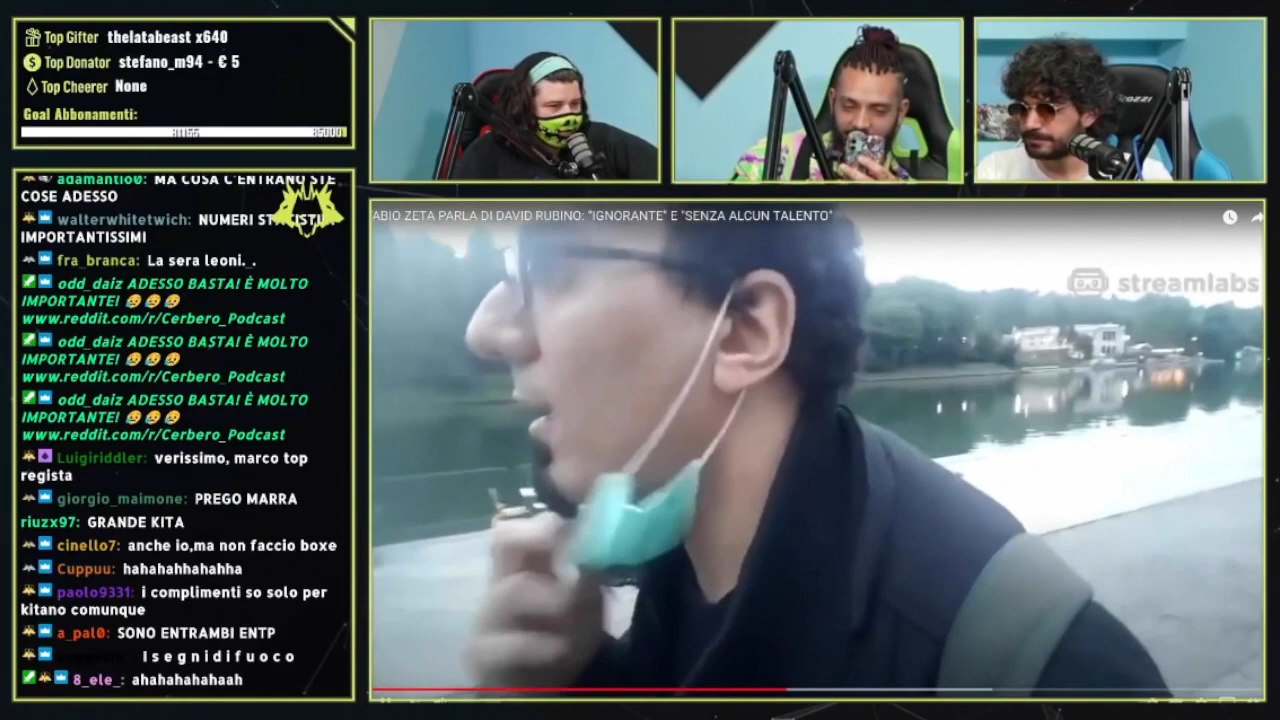 Top Gifter thelatabeast x640
Top Donator stefano_m94 - € 5
Top Cheerer None
Goal Abbonamenti:
85000
adamantio0: MA COSA C'ENTRANO STE
COSE ADESSO
walterwhitetwich: NUMERI
IMPORTANTISSIMI
fra_branca: La sera leoni._.
odd_daiz ADESSO BASTA! È MOLTO
IMPORTANTE! 😥😥😥
www.reddit.com/r/Cerbero_Podcast
odd_daiz ADESSO BASTA! È MOLTO
IMPORTANTE! 😥😥😥
www.reddit.com/r/Cerbero_Podcast
odd_daiz ADESSO BASTA! È MOLTO
IMPORTANTE! 😥😥😥
www.reddit.com/r/Cerbero_Podcast
Luigiriddler: verissimo, marco top
regista
giorgio_maimone: PREGO MARRA
riuzx97: GRANDE KITA
cinello7: anche io,ma non faccio boxe
Cuppuu: hahahahhahahha
paolo9331: i complimenti so solo per
kitano comunque
a_pal0: SONO ENTRAMBI ENTP
I s e g n i d i f u o c o
8_ele_: ahahahahahaah
ABIO ZETA PARLA DI DAVID RUBINO: "IGNORANTE" E "SENZA ALCUN TALENTO"
streamlabs